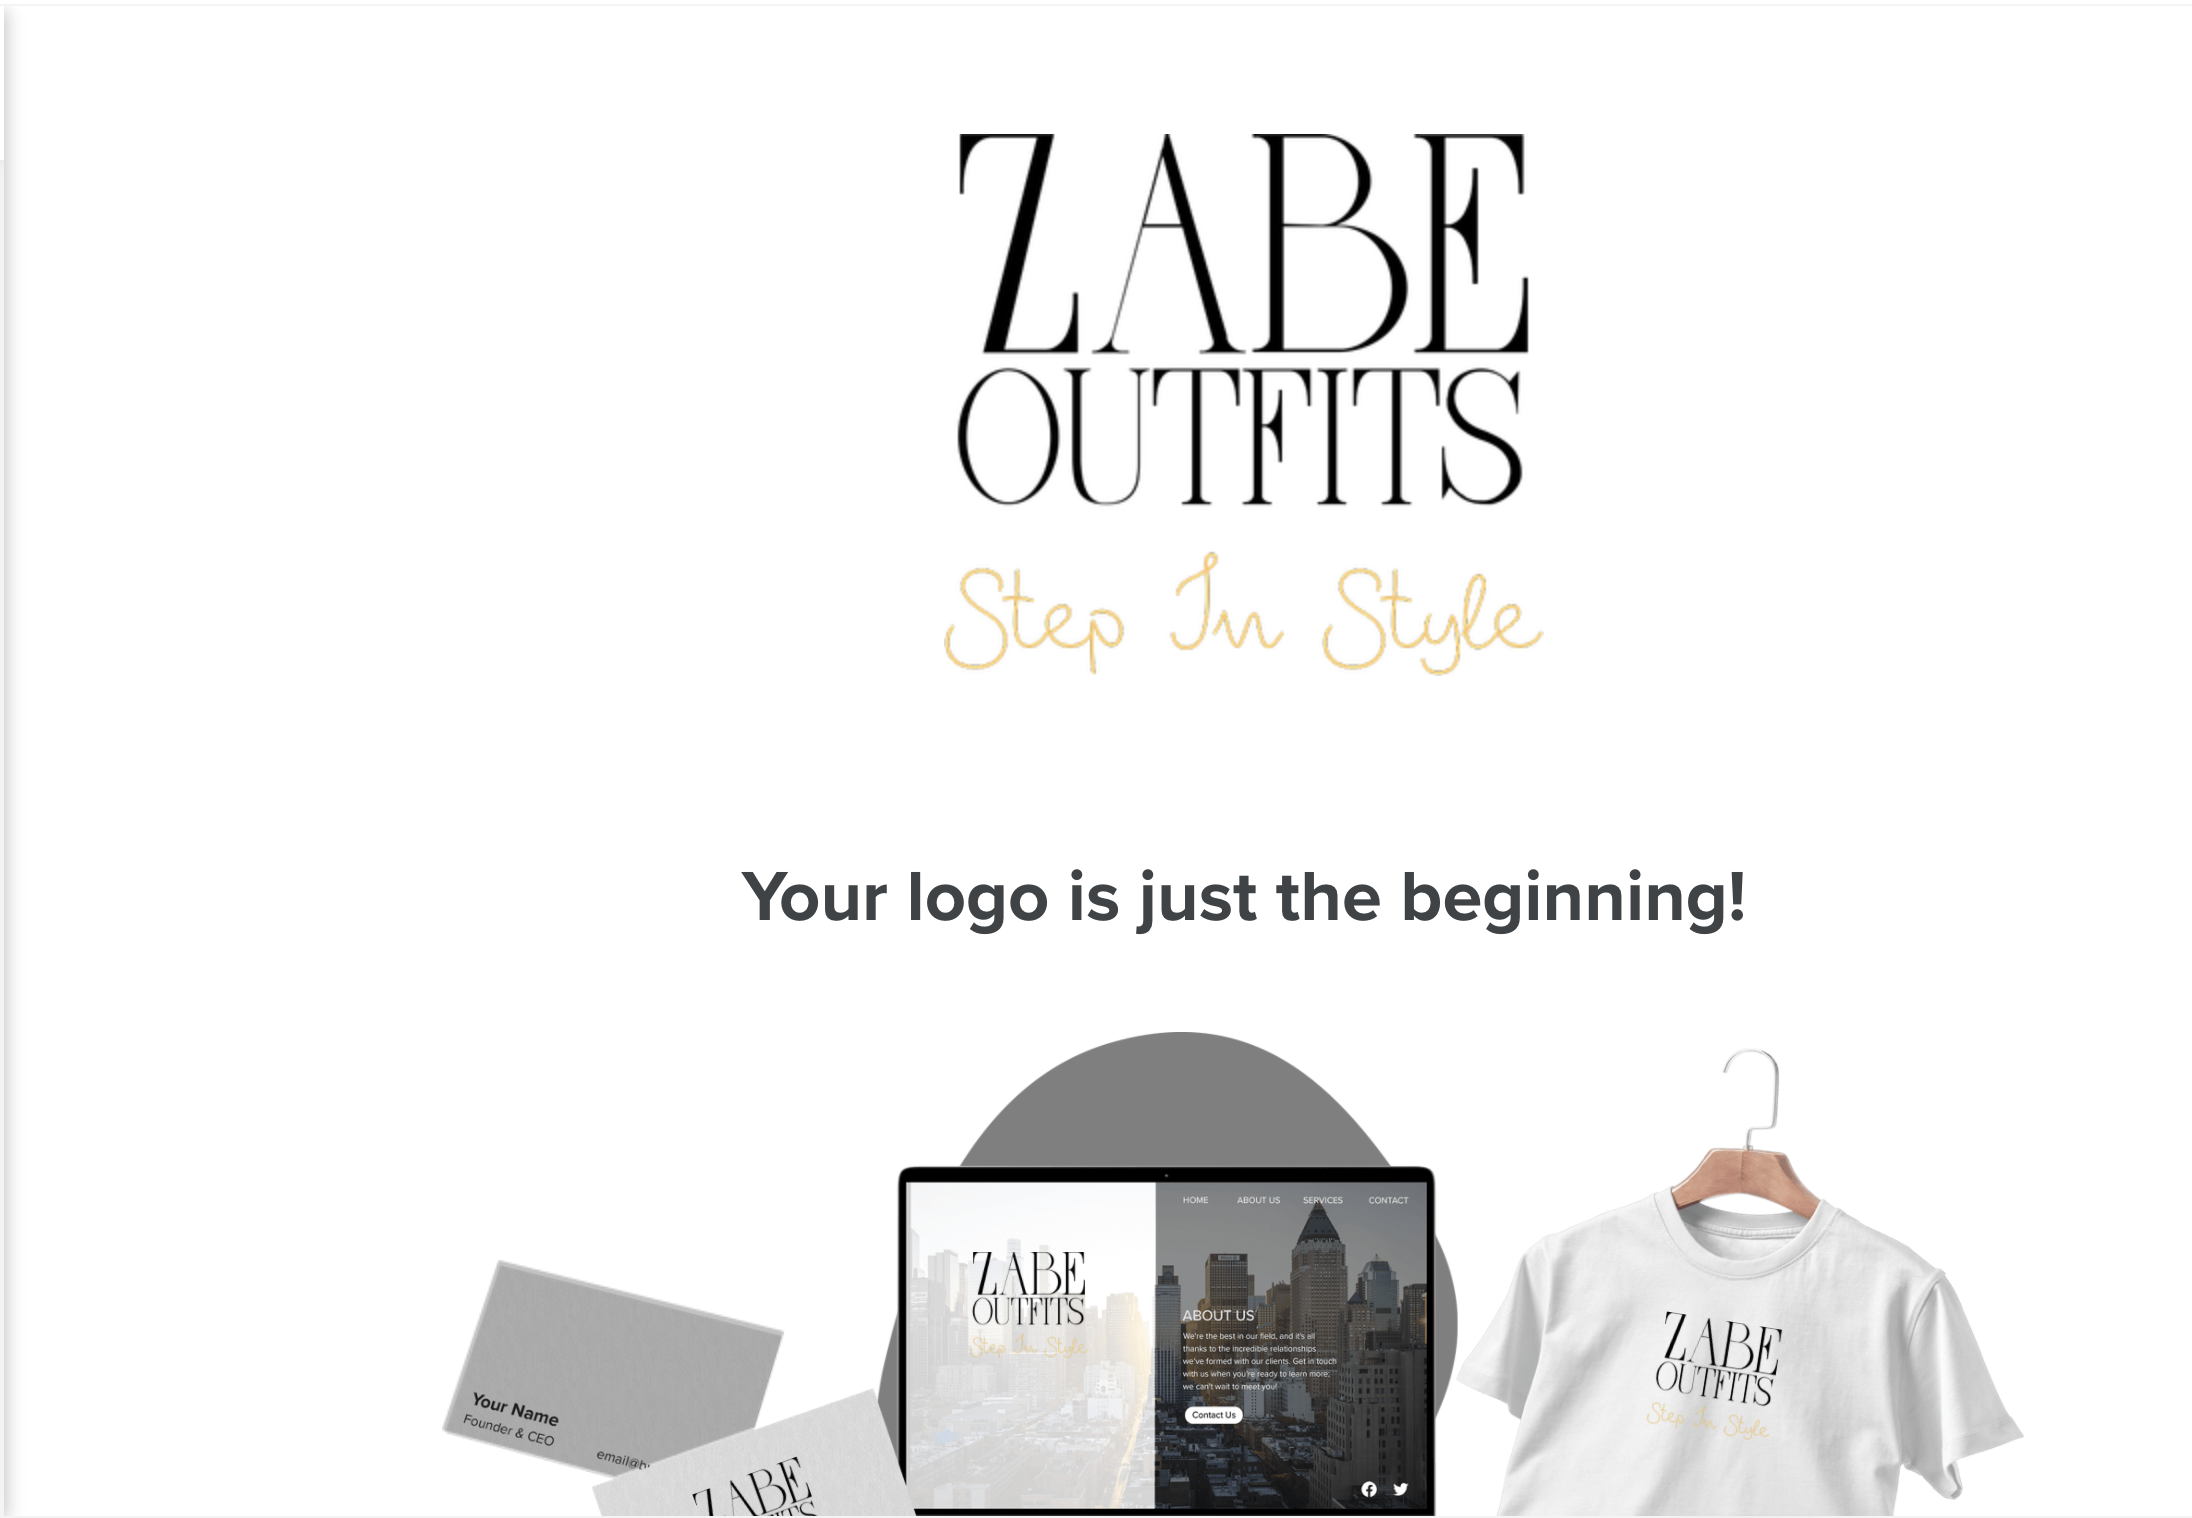 ZABE
OUTFITS
Step In Style
Your logo is just the beginning!
HOME ABOUT US SERVICES CONTACT
ZABE
OUTFITS
Step In Style
ABOUT US
We're the best in our field, and it's all
thanks to the incredible relationships
we've formed with our clients. Get in touch
with us when you're ready to learn more;
we can't wait to meet you!
Contact Us
ZABE
OUTFITS
Step In Style
Your Name
Founder & CEO
ZABE